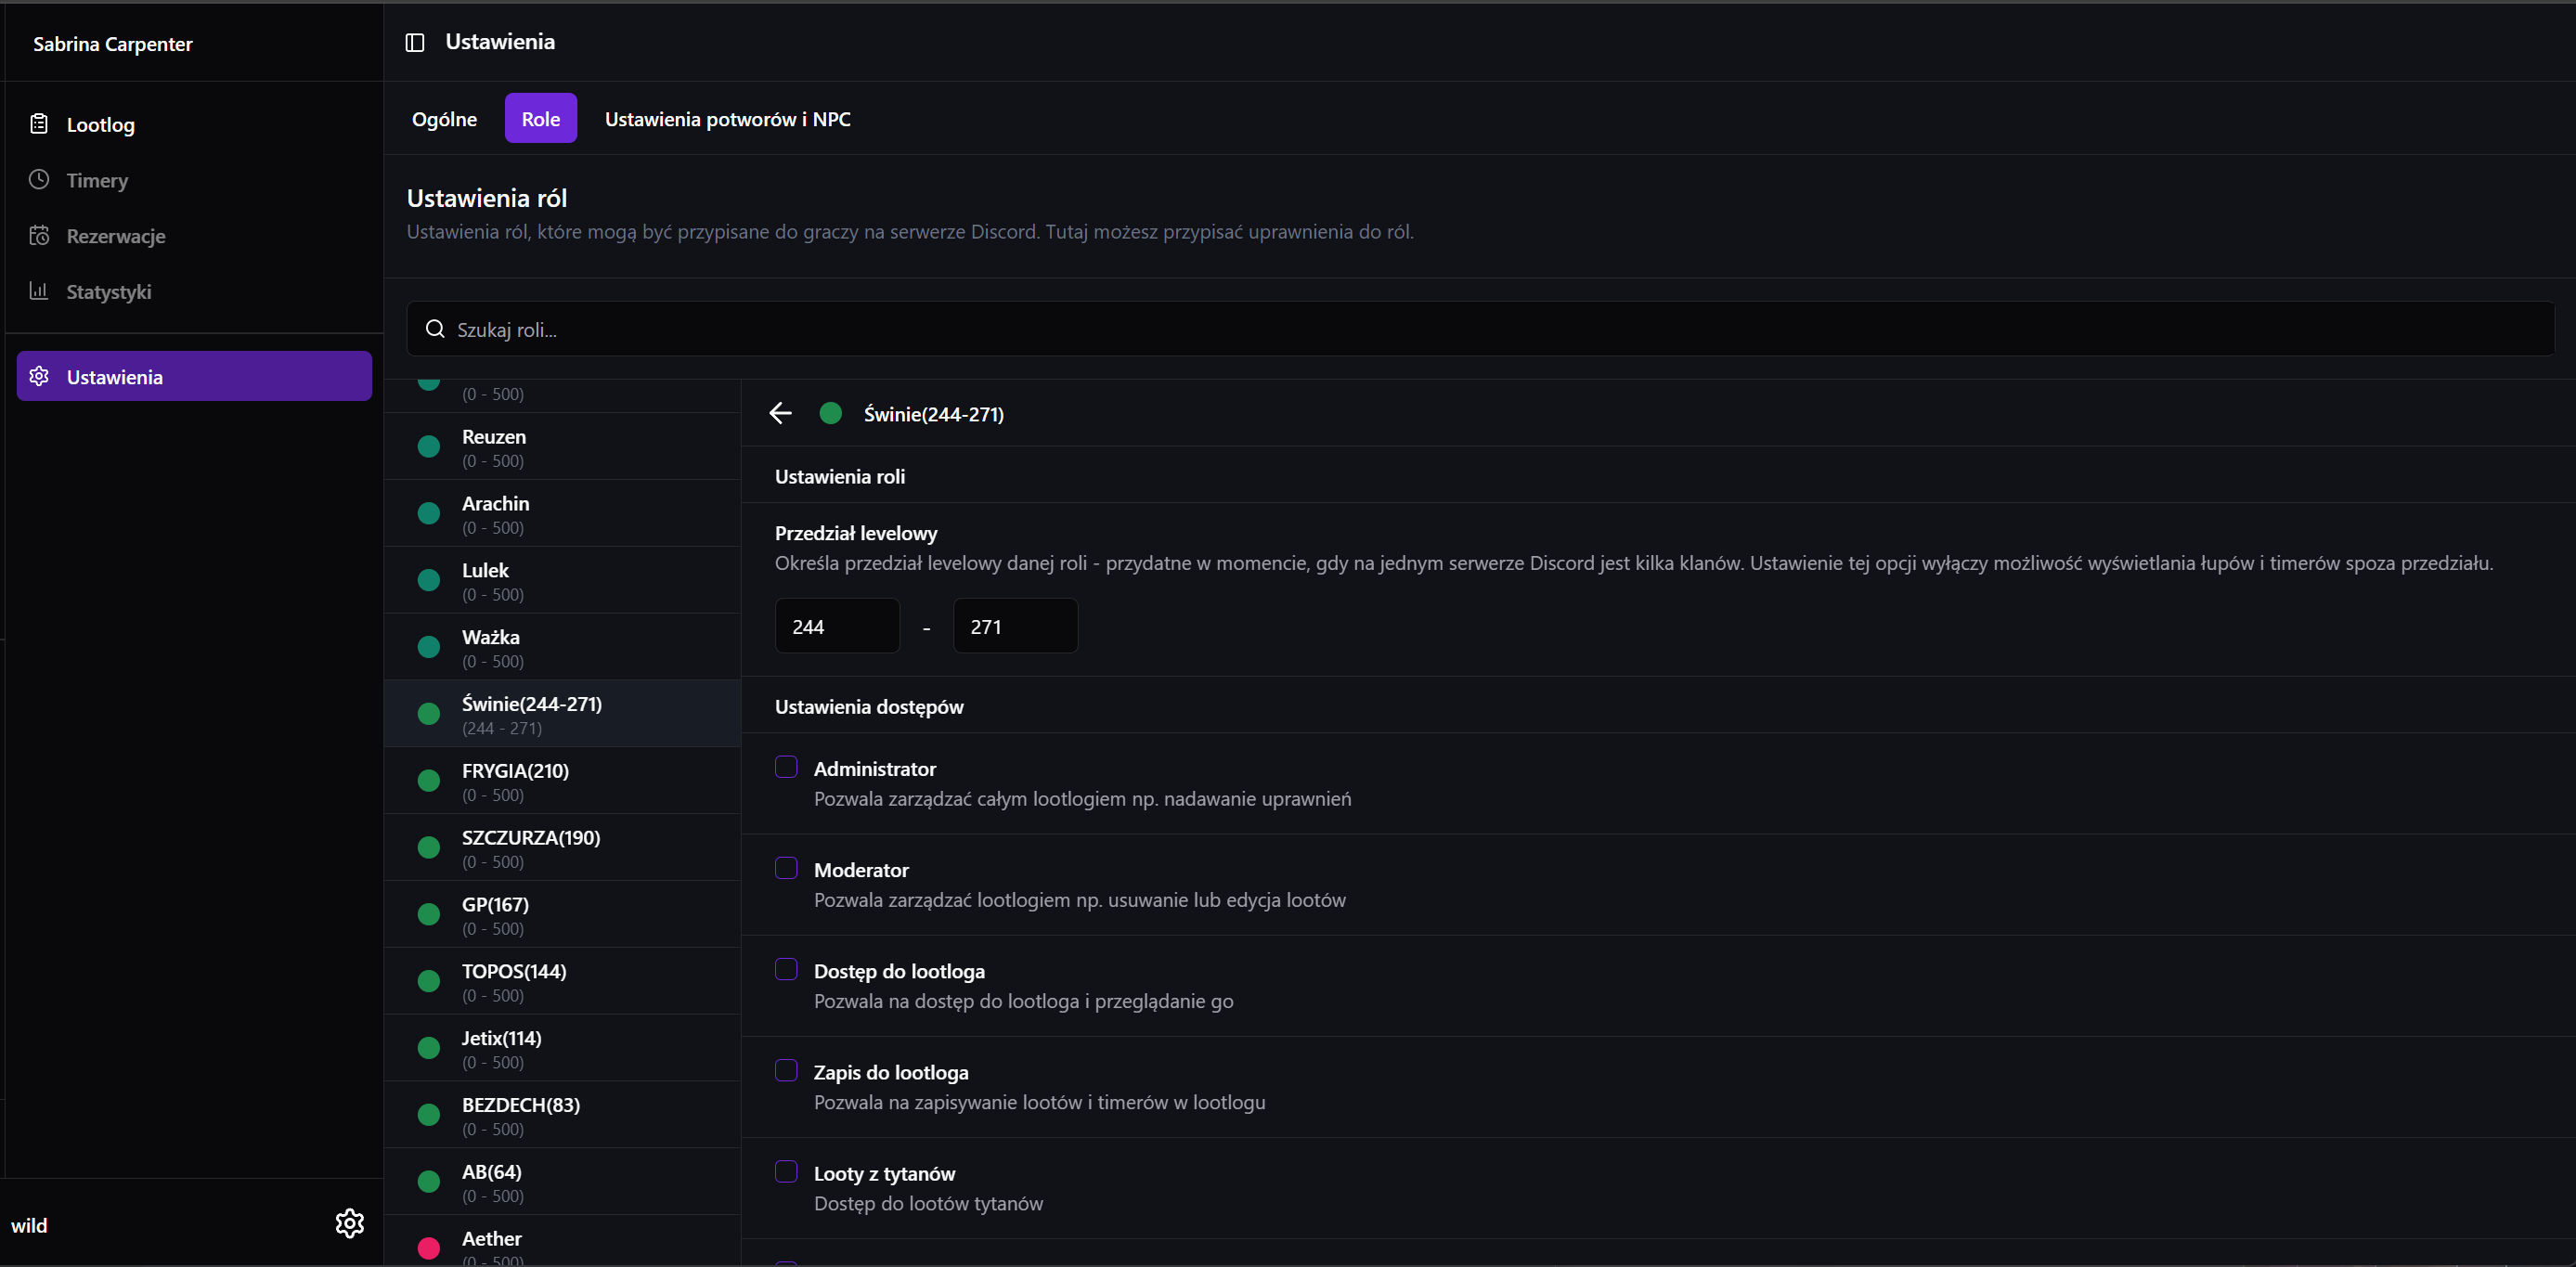 Sabrina Carpenter
Lootlog
Timery
Rezerwacje
Statystyki
Ustawienia
wild
Ustawienia
Ogólne
Role
Ustawienia potworów i NPC
Ustawienia ról
Ustawienia ról, które mogą być przypisane do graczy na serwerze Discord. Tutaj możesz przypisać uprawnienia do ról.
Szukaj roli...
(0 - 500)
Reuzen
(0 - 500)
Arachin
(0 - 500)
Lulek
(0 - 500)
Ważka
(0 - 500)
Świnie(244-271)
(244 - 271)
FRYGIA(210)
(0 - 500)
SZCZURZA(190)
(0 - 500)
GP(167)
(0 - 500)
TOPOS(144)
(0 - 500)
Jetix(114)
(0 - 500)
BEZDECH(83)
(0 - 500)
AB(64)
(0 - 500)
Aether
(0 - 500)
Świnie(244-271)
Ustawienia roli
Przedział levelowy
Określa przedział levelowy danej roli - przydatne w momencie, gdy na jednym serwerze Discord jest kilka klanów. Ustawienie tej opcji wyłączy możliwość wyświetlania łupów i timerów spoza przedziału.
244 - 271
Ustawienia dostępów
Administrator
Pozwala zarządzać całym lootlogiem np. nadawanie uprawnień
Moderator
Pozwala zarządzać lootlogiem np. usuwanie lub edycja lootów
Dostęp do lootloga
Pozwala na dostęp do lootloga i przeglądanie go
Zapis do lootloga
Pozwala na zapisywanie lootów i timerów w lootlogu
Looty z tytanów
Dostęp do lootów tytanów